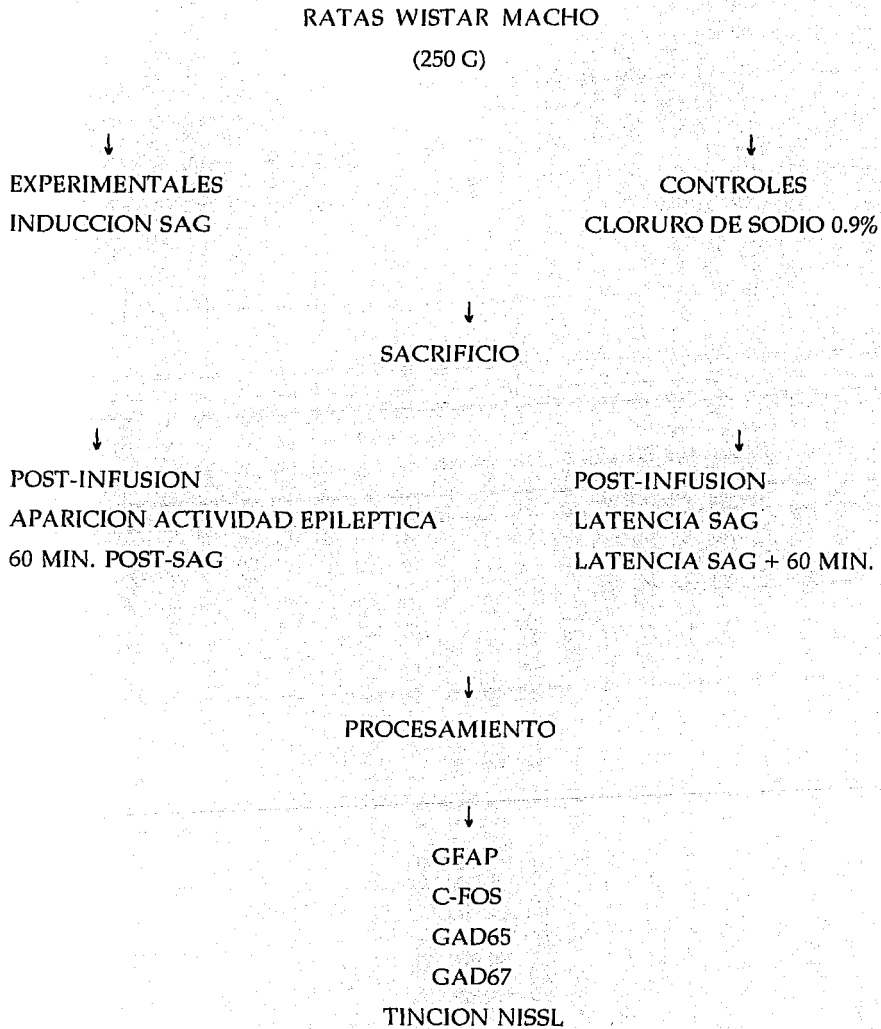 RATAS WISTAR MACHO
(250 G)
↓ ↓
EXPERIMENTALES CONTROLES
INDUCCION SAG CLORURO DE SODIO 0.9%
↓
SACRIFICIO
↓ ↓
POST-INFUSION POST-INFUSION
APARICION ACTIVIDAD EPILEPTICA LATENCIA SAG
60 MIN. POST-SAG LATENCIA SAG + 60 MIN.
↓
PROCESAMIENTO
↓
GFAP
C-FOS
GAD65
GAD67
TINCION NISSL